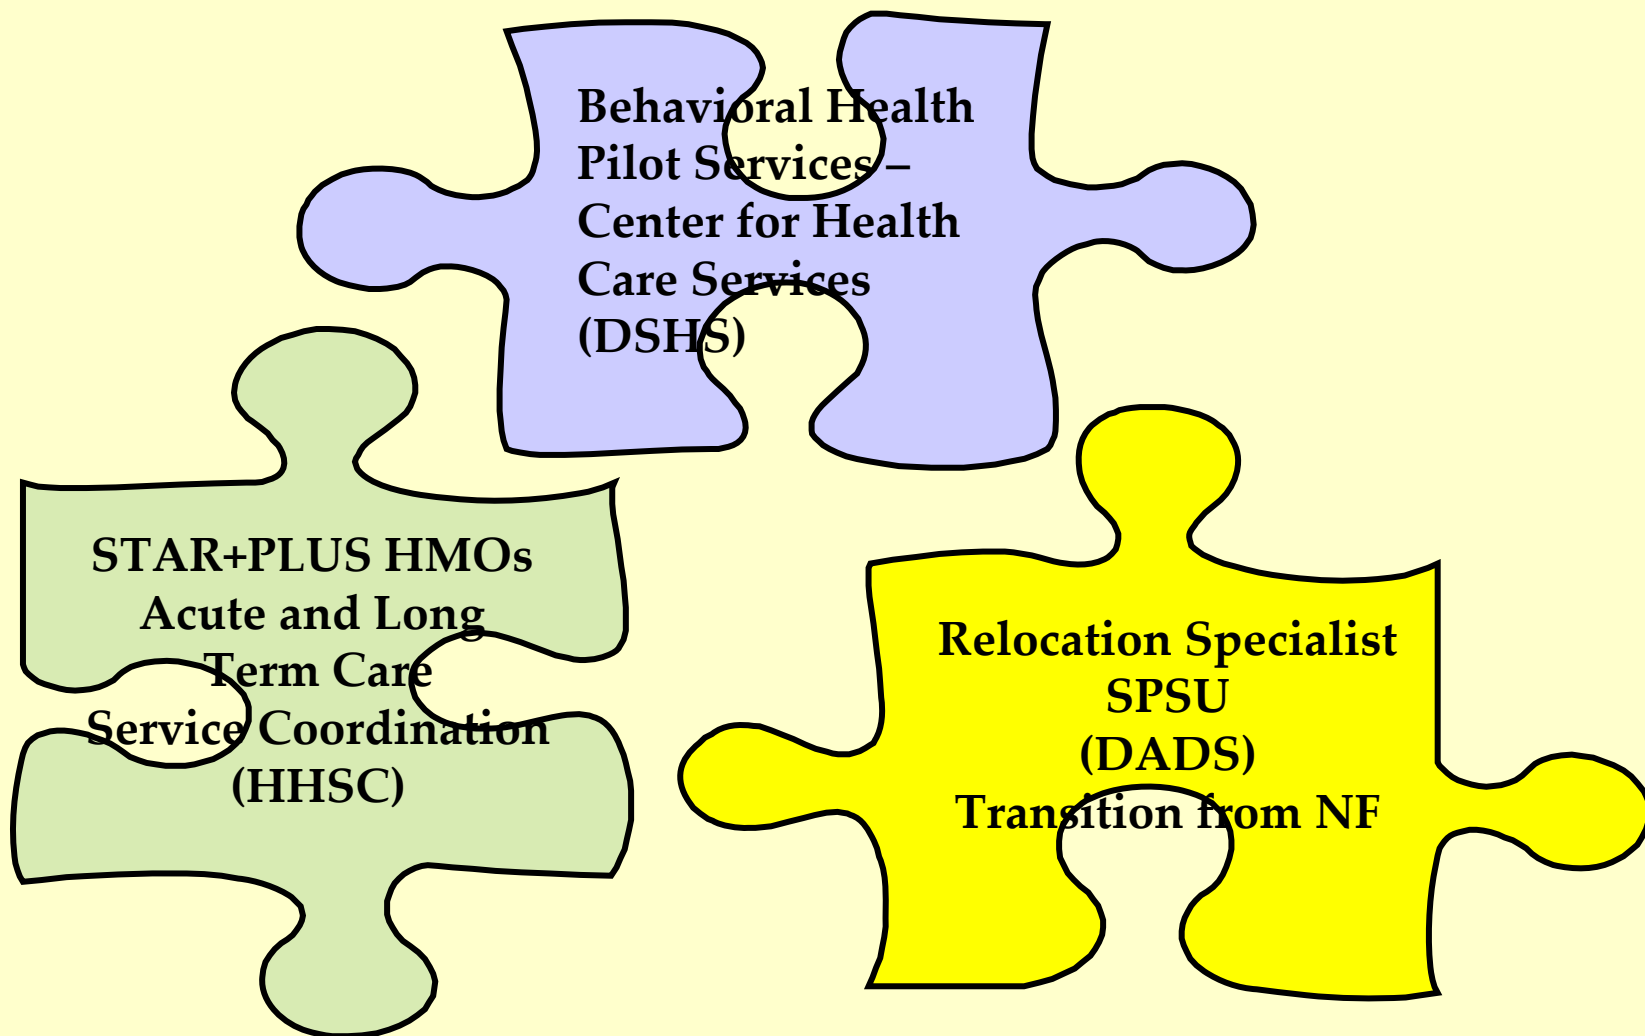 Behavioral Health
Pilot Services –
Center for Health
Care Services
(DSHS)
STAR+PLUS HMOs
Acute and Long
Term Care
Service Coordination
(HHSC)
Relocation Specialist
SPSU
(DADS)
Transition from NF